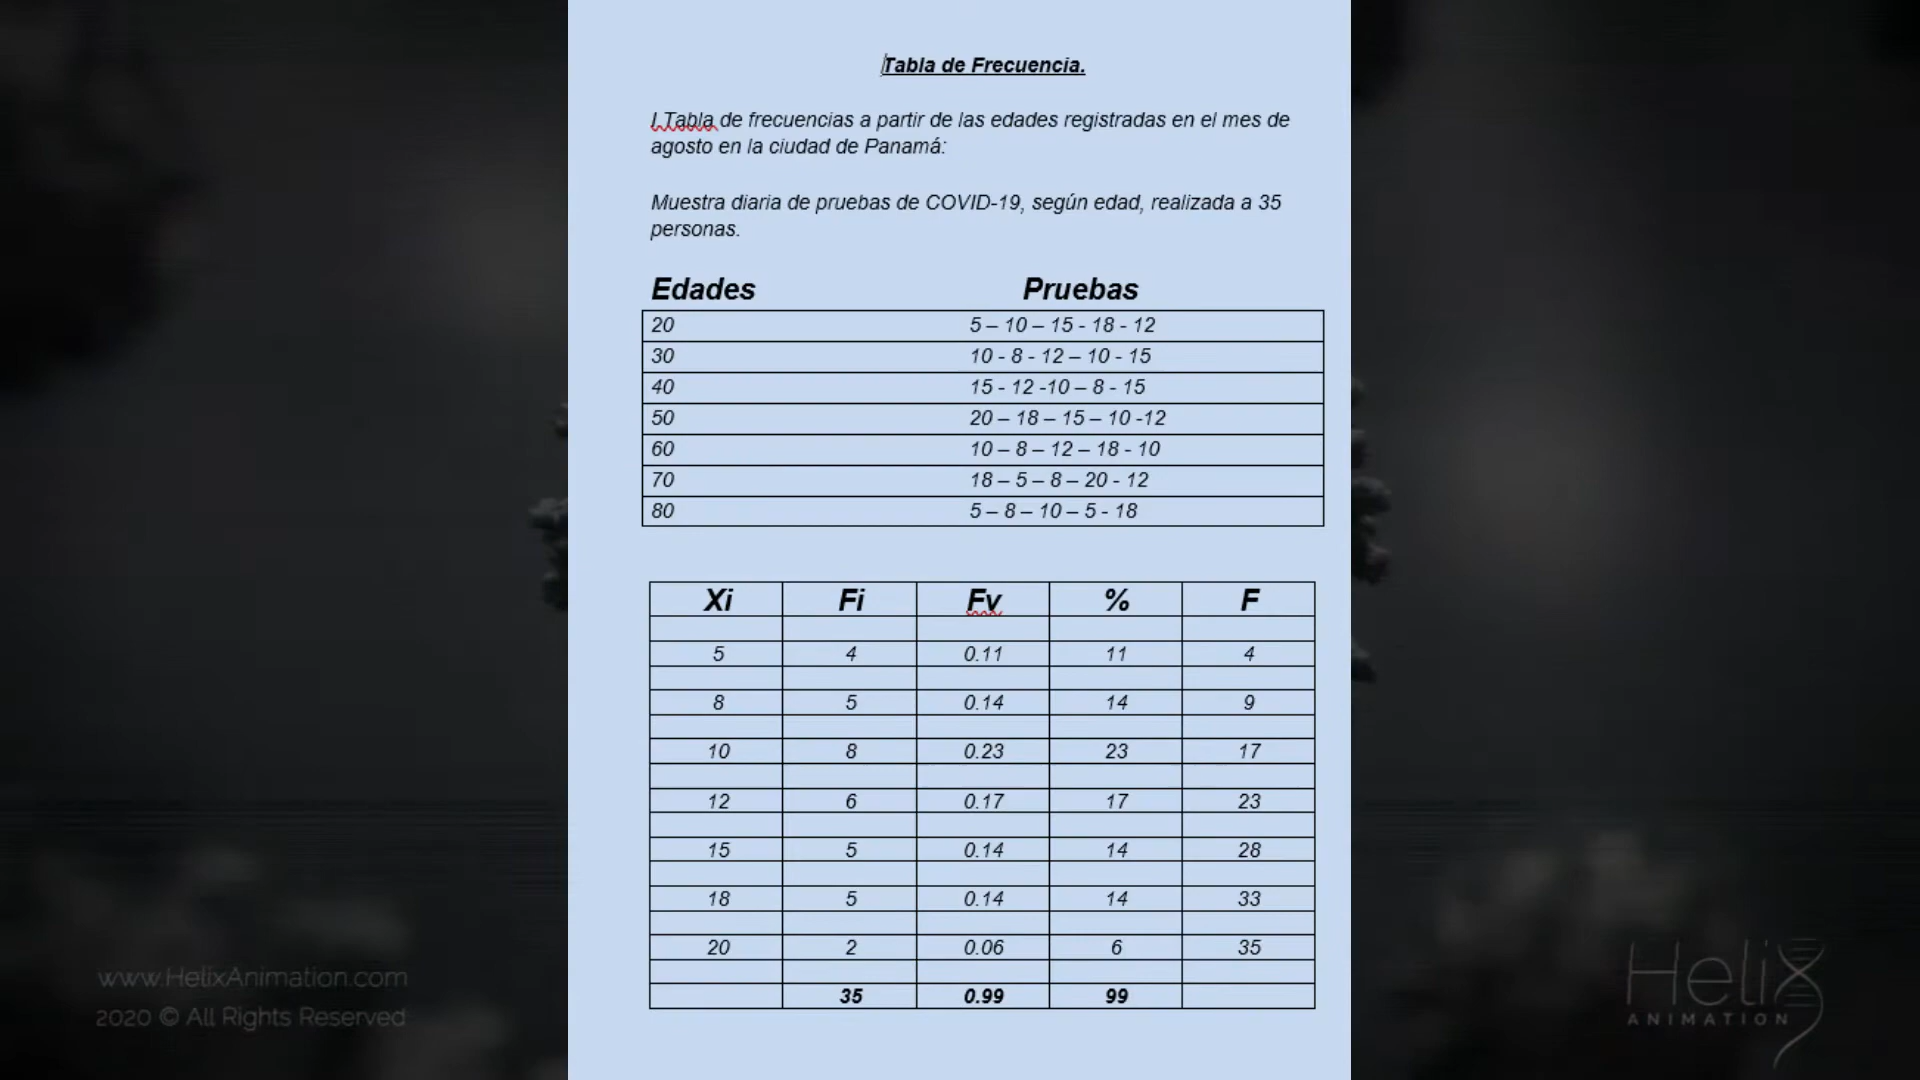 Tabla de Frecuencia.
I Tabla de frecuencias a partir de las edades registradas en el mes de
agosto en la ciudad de Panamá:
Muestra diaria de pruebas de COVID-19, según edad, realizada a 35
personas.
Edades Pruebas
20 5 – 10 – 15 - 18 - 12
30 10 - 8 - 12 – 10 - 15
40 15 - 12 -10 – 8 - 15
50 20 – 18 – 15 – 10 -12
60 10 – 8 – 12 – 18 - 10
70 18 – 5 – 8 – 20 - 12
80 5 – 8 – 10 – 5 - 18
Xi Fi Fv % F
5 4 0.11 11 4
8 5 0.14 14 9
10 8 0.23 23 17
12 6 0.17 17 23
15 5 0.14 14 28
18 5 0.14 14 33
20 2 0.06 6 35
35 0.99 99
www.HelixAnimation.com
2020 © All Rights Reserved
Helix
ANIMATION